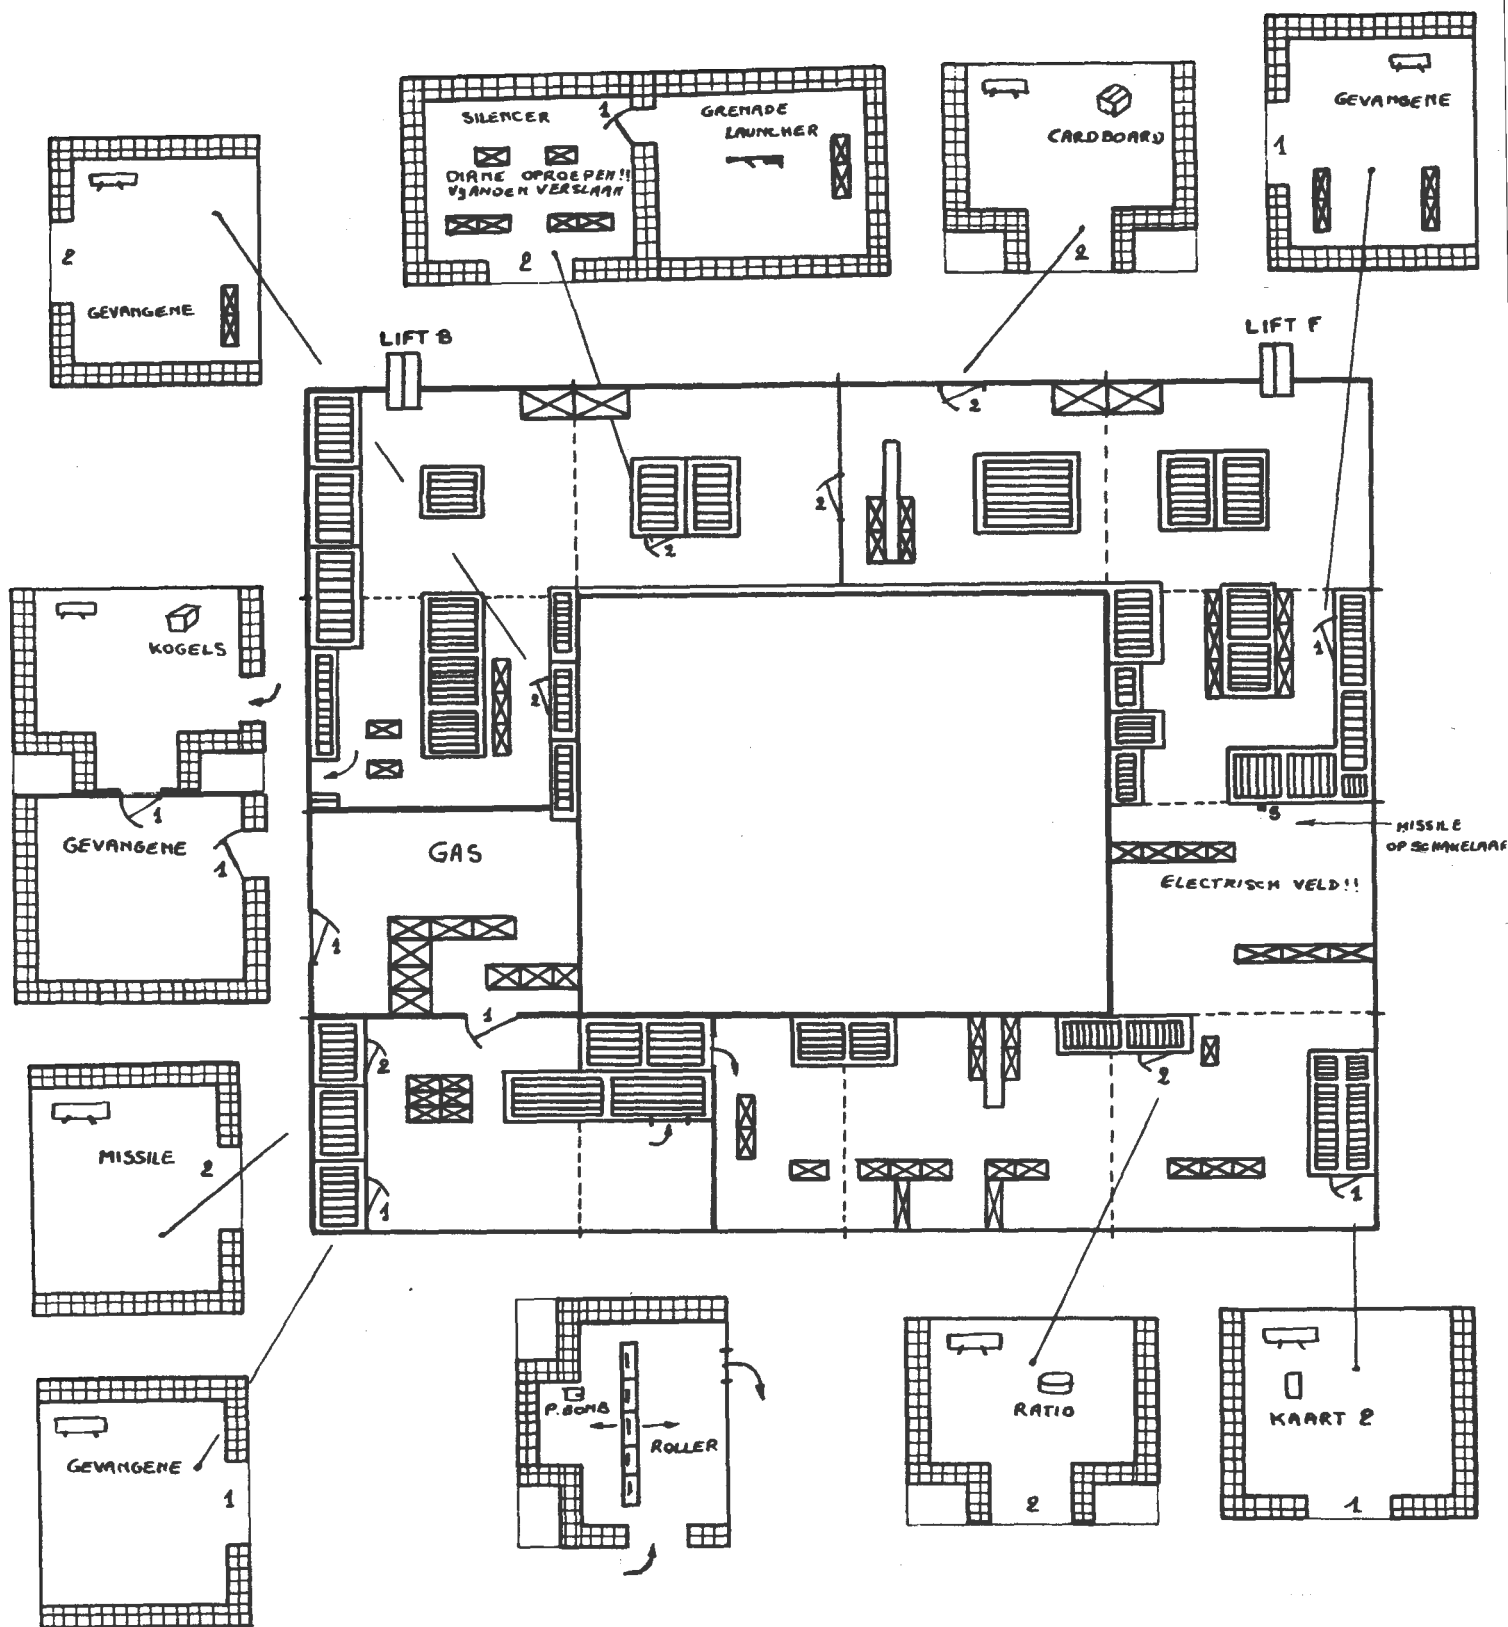 GEVANGENE
1
SILENCER
1
GRENADE
LAUNCHER
DIANE OPROEPEN!!
VIJANDEN VERSLAAN
2
CARDBOARD
2
2
GEVANGENE
LIFT B
LIFT F
2
2
2
KOGELS
2
1
1
GEVANGENE
1
GAS
S
MISSILE
OP SCHAKELAAR
ELECTRISCH VELD!!
1
1
2
2
MISSILE
2
1
1
P.BOMB
ROLLER
RATIO
2
KAART 2
1
GEVANGENE
1